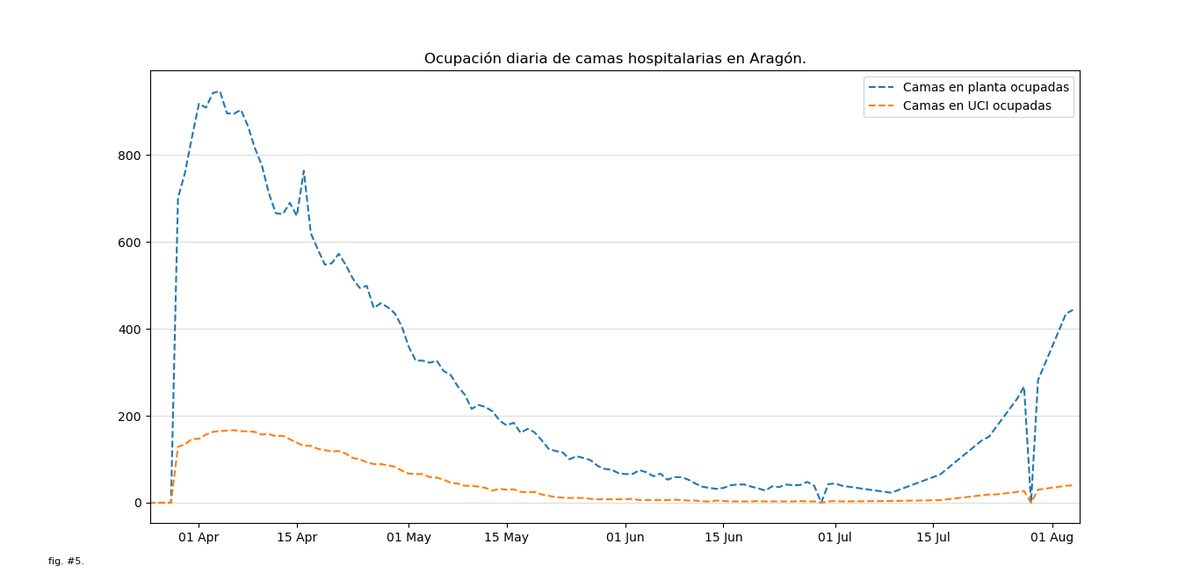 Ocupación diaria de camas hospitalarias en Aragón.
Camas en planta ocupadas
Camas en UCI ocupadas
800
600
400
200
0
01 Apr 15 Apr 01 May 15 May 01 Jun 15 Jun 01 Jul 15 Jul 01 Aug
fig. #5.